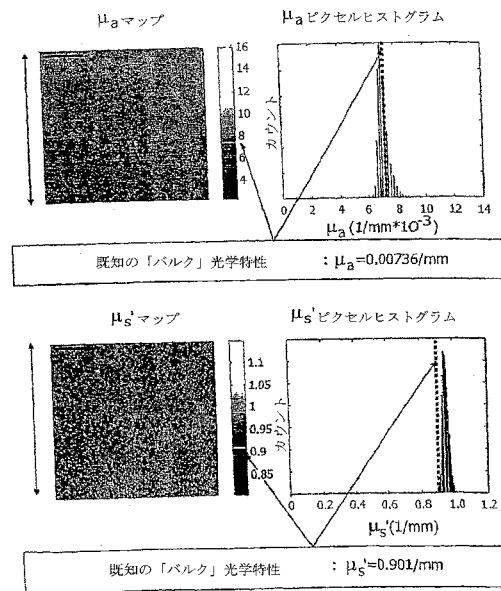 μaマップ
μaピクセルヒストグラム
16
14
12
10
8
6
4
カウント
0 2 4 6 8 10 12 14
μa(1/mm*10-3)
既知の「バルク」光学特性 : μa=0.00736/mm
μs'マップ
μs'ピクセルヒストグラム
1.1
1.05
1
0.95
0.9
0.85
カウント
0 0.2 0.4 0.6 0.8 1.0 1.2
μs'(1/mm)
既知の「バルク」光学特性 : μs'=0.901/mm